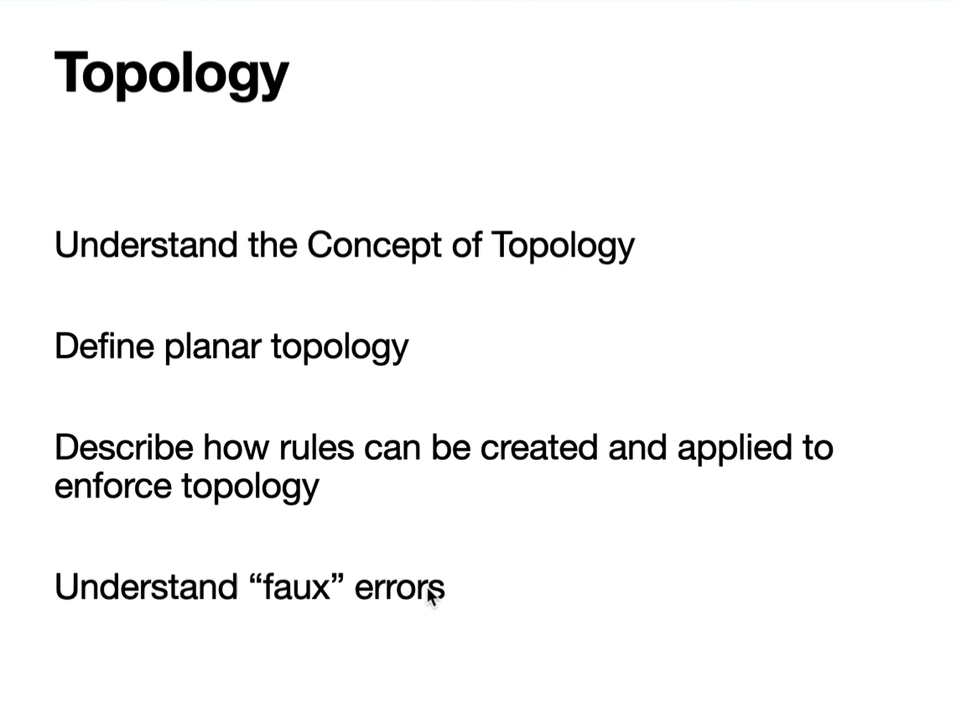 Topology
Understand the Concept of Topology
Define planar topology
Describe how rules can be created and applied to
enforce topology
Understand “faux” errors